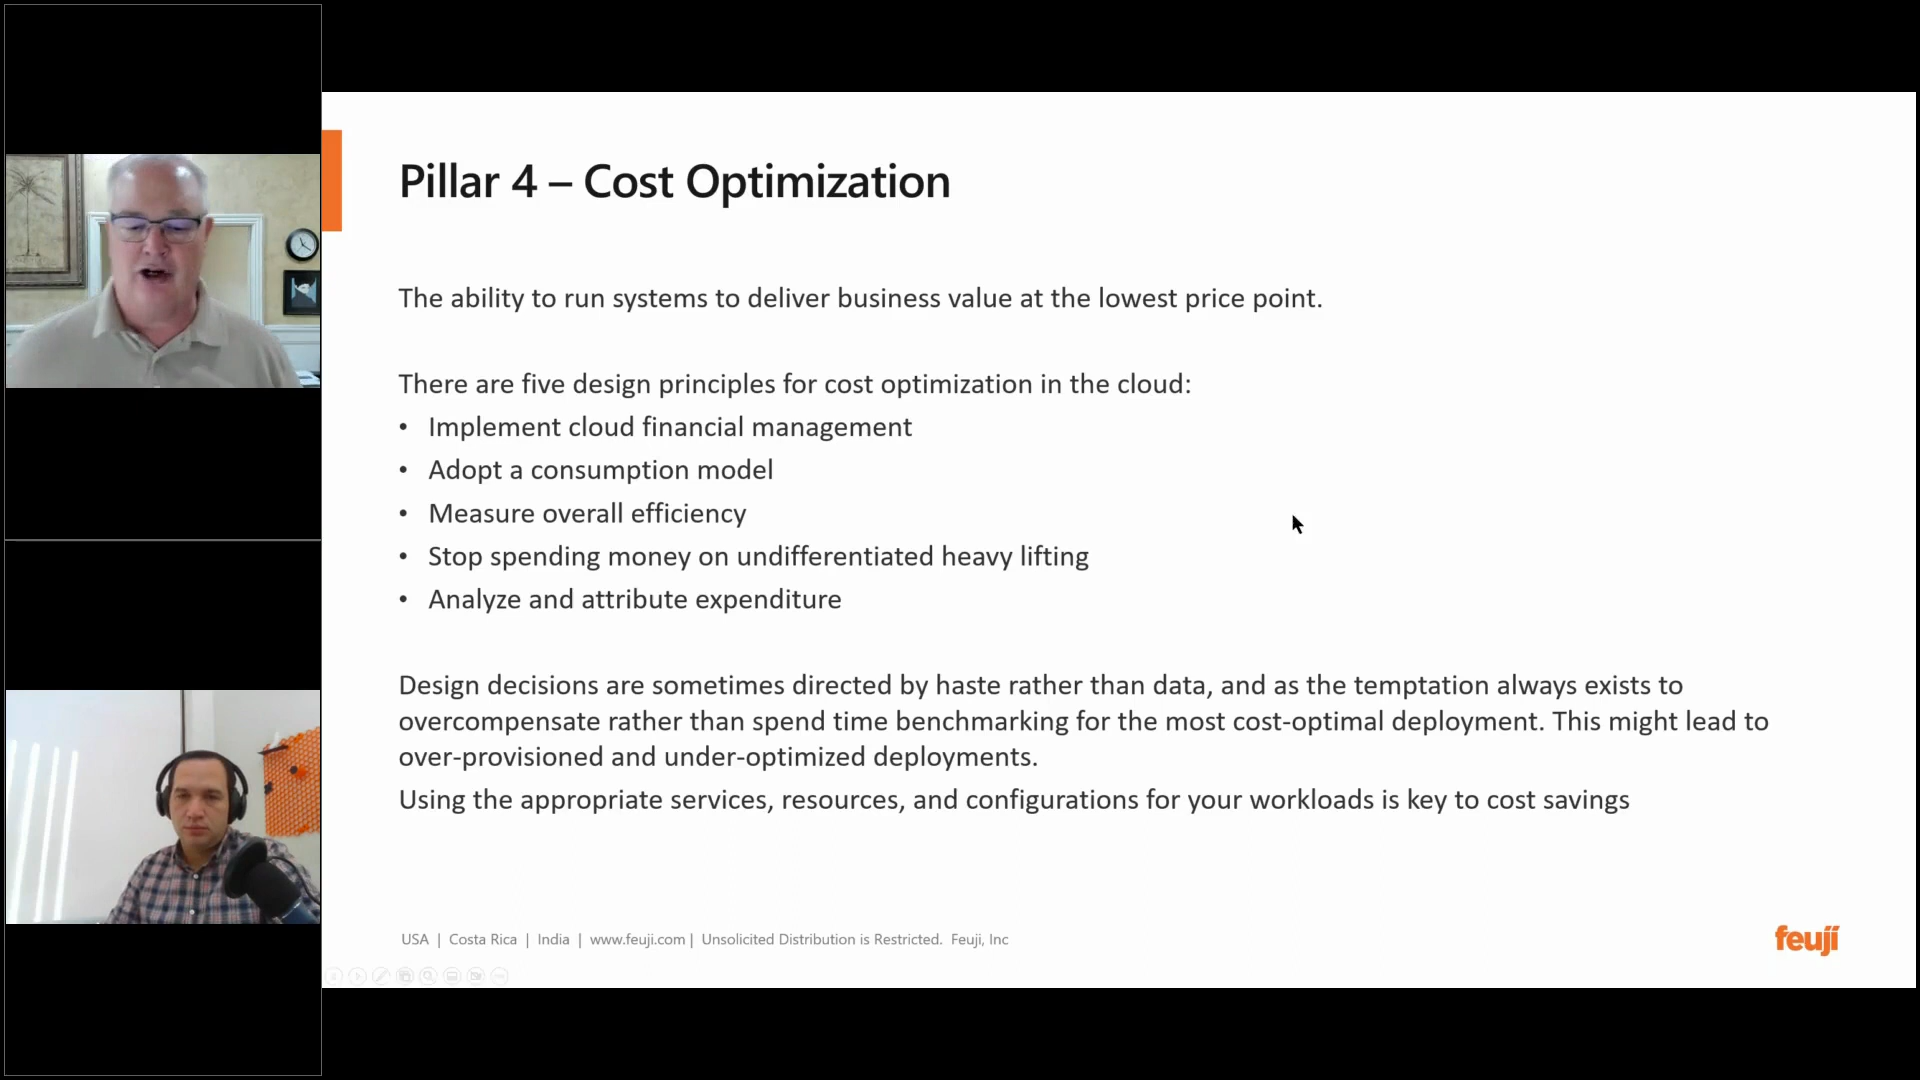 Pillar 4 – Cost Optimization
The ability to run systems to deliver business value at the lowest price point.
There are five design principles for cost optimization in the cloud:
• Implement cloud financial management
• Adopt a consumption model
• Measure overall efficiency
• Stop spending money on undifferentiated heavy lifting
• Analyze and attribute expenditure
Design decisions are sometimes directed by haste rather than data, and as the temptation always exists to
overcompensate rather than spend time benchmarking for the most cost-optimal deployment. This might lead to
over-provisioned and under-optimized deployments.
Using the appropriate services, resources, and configurations for your workloads is key to cost savings
USA | Costa Rica | India | www.feuji.com | Unsolicited Distribution is Restricted. Feuji, Inc
feuji